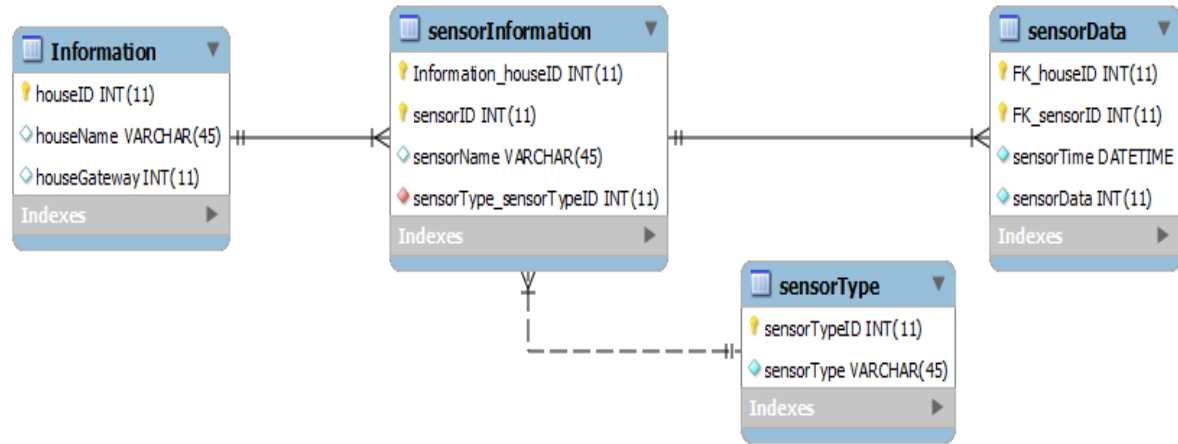 Information
houseID INT(11)
houseName VARCHAR(45)
houseGateway INT(11)
Indexes
sensorInformation
Information_houseID INT(11)
sensorID INT(11)
sensorName VARCHAR(45)
sensorType_sensorTypeID INT(11)
Indexes
sensorData
FK_houseID INT(11)
FK_sensorID INT(11)
sensorTime DATETIME
sensorData INT(11)
Indexes
sensorType
sensorTypeID INT(11)
sensorType VARCHAR(45)
Indexes